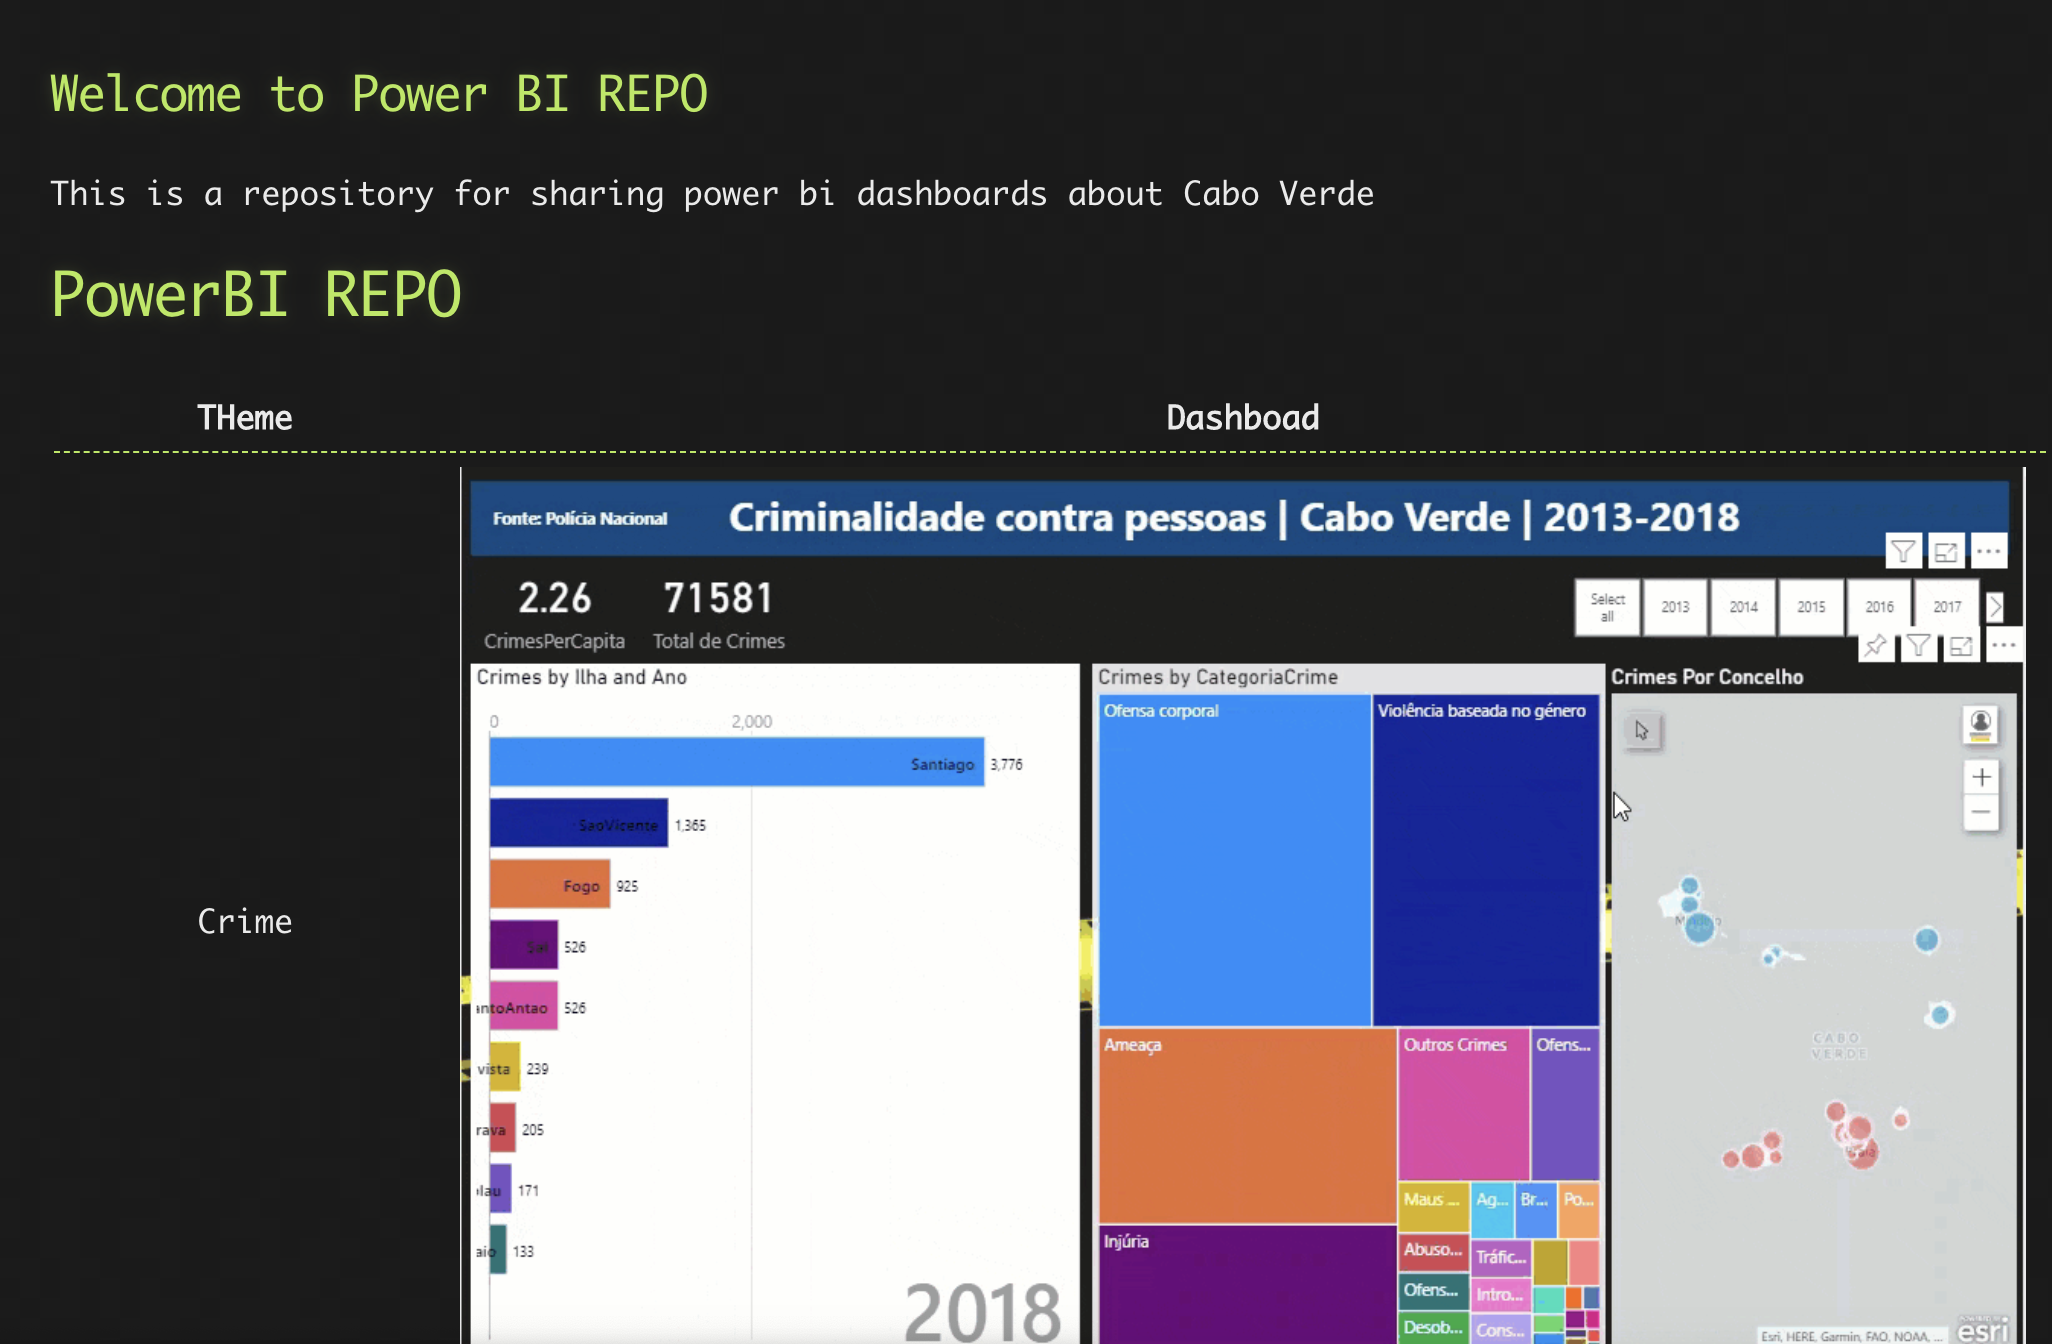 Welcome to Power BI REPO
This is a repository for sharing power bi dashboards about Cabo Verde
PowerBI REPO
THeme
Dashboad
Crime
Fonte: Polícia Nacional
Criminalidade contra pessoas | Cabo Verde | 2013-2018
2.26
CrimesPerCapita
71581
Total de Crimes
Select
all
2013
2014
2015
2016
2017
Crimes by Ilha and Ano
0
2,000
Santiago
3,776
SaoVicente
1,365
Fogo
925
Sal
526
antoAntao
526
vista
239
rava
205
lau
171
aio
133
2018
Crimes by CategoriaCrime
Ofensa corporal
Violência baseada no género
Ameaça
Outros Crimes
Ofens...
Injúria
Maus ...
Ag...
Br...
Po...
Abuso...
Tráfic...
Ofens...
Intro...
Desob...
Cons...
Crimes Por Concelho
CABO
VERDE
Esri, HERE, Garmin, FAO, NOAA, ...
esri